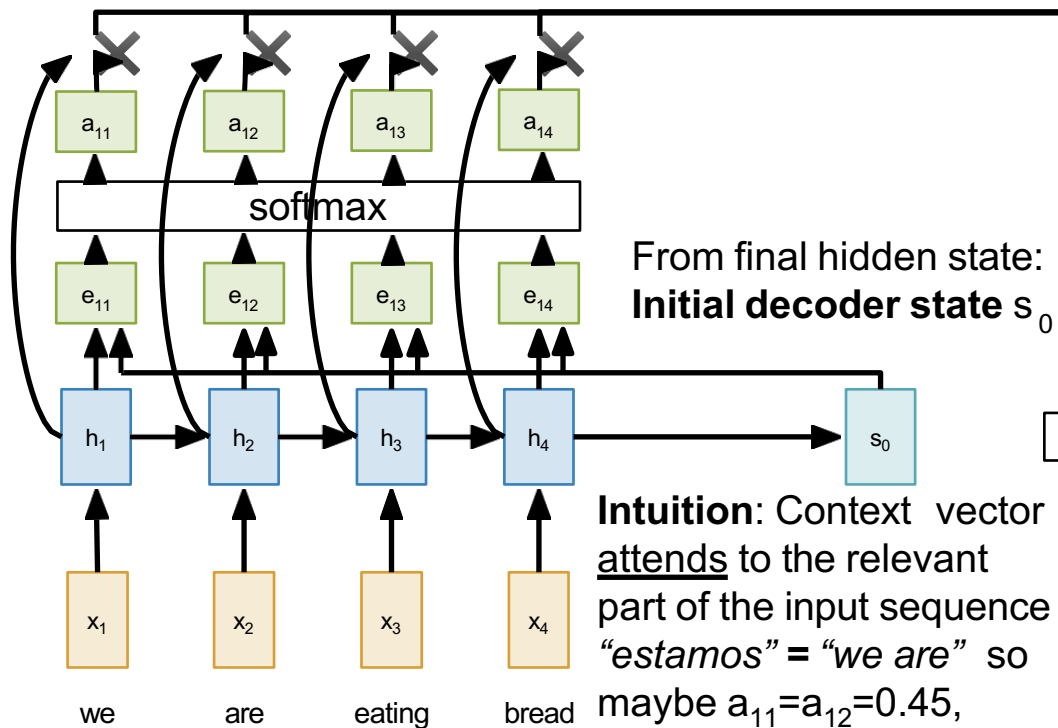 a11 a12 a13 a14
softmax
e11 e12 e13 e14
From final hidden state:
Initial decoder state s0
h1 h2 h3 h4 s0
Intuition: Context vector
attends to the relevant
part of the input sequence
“estamos” = “we are” so
maybe a11=a12=0.45,
x1 x2 x3 x4
we are eating bread